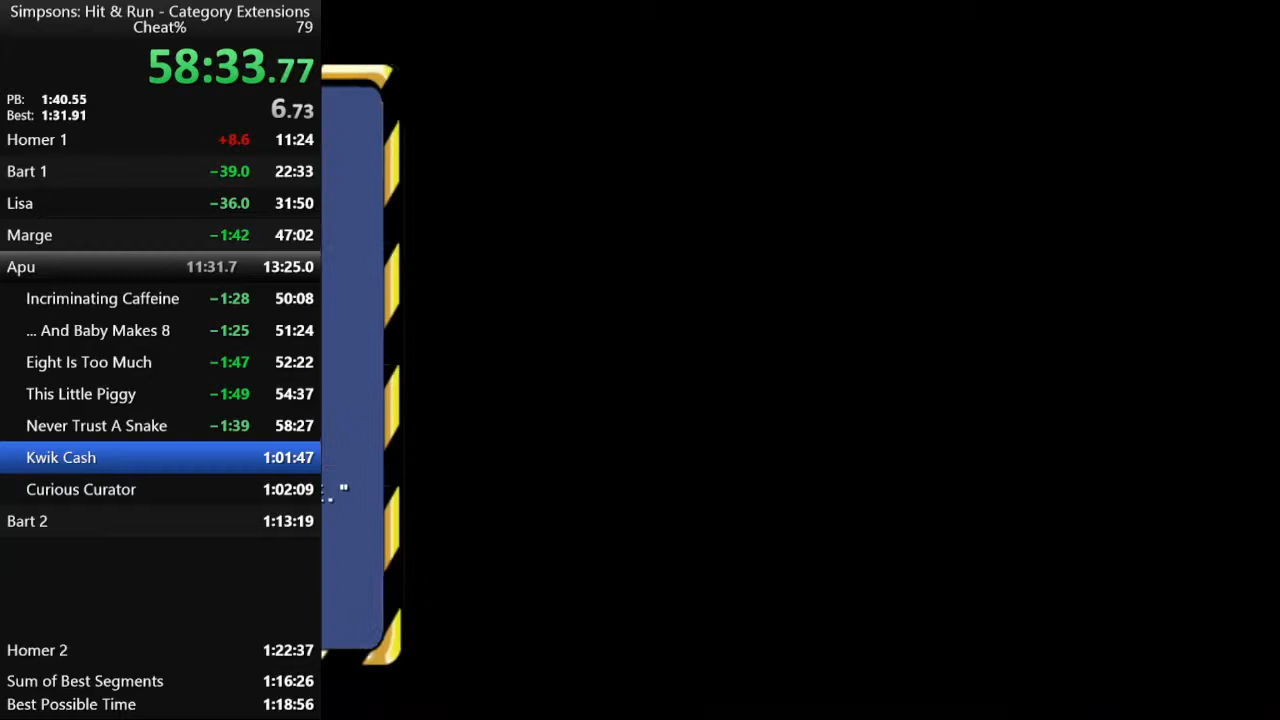 Simpsons: Hit & Run - Category Extensions
Cheat% 79
58:33.77
PB: 1:40.55
Best: 1:31.91
6.73
Homer 1 +8.6 11:24
Bart 1 −39.0 22:33
Lisa −36.0 31:50
Marge −1:42 47:02
Apu 11:31.7 13:25.0
Incriminating Caffeine −1:28 50:08
... And Baby Makes 8 −1:25 51:24
Eight Is Too Much −1:47 52:22
This Little Piggy −1:49 54:37
Never Trust A Snake −1:39 58:27
Kwik Cash 1:01:47
Curious Curator 1:02:09
."
Bart 2 1:13:19
Homer 2 1:22:37
Sum of Best Segments 1:16:26
Best Possible Time 1:18:56